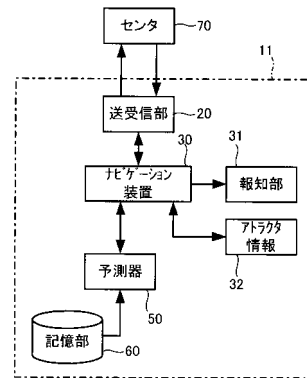 センタ
70
11
送受信部
20
30
31
ﾅﾋﾞｹﾞｰｼｮﾝ
装置
報知部
ｱﾄﾗｸﾀ
情報
32
予測器
50
記憶部
60